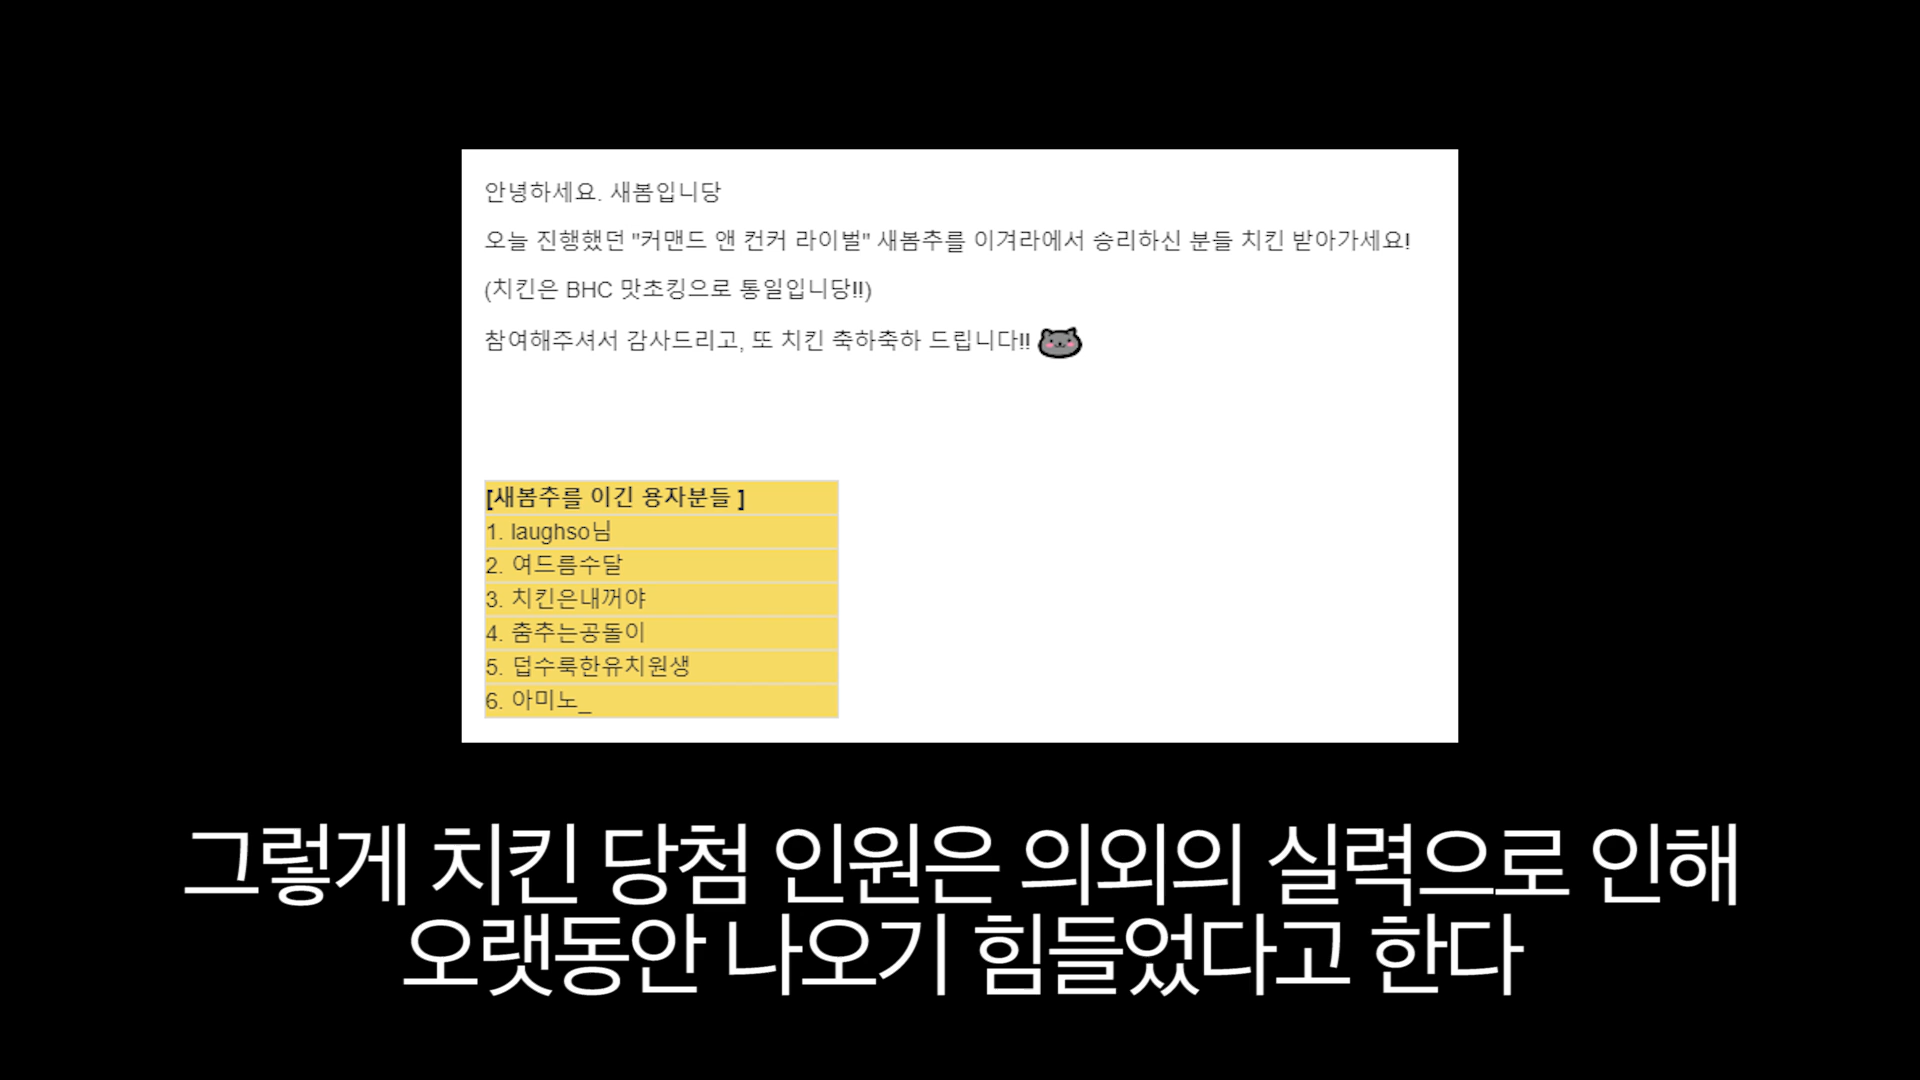 안녕하세요. 새봄입니당
오늘 진행했던 "커맨드 앤 컨커 라이벌" 새봄추를 이겨라에서 승리하신 분들 치킨 받아가세요!
(치킨은 BHC 맛초킹으로 통일입니당!!)
참여해주셔서 감사드리고, 또 치킨 축하축하 드립니다!!
[새봄추를 이긴 용자분들 ]
1. laughso님
2. 여드름수달
3. 치킨은내꺼야
4. 춤추는공돌이
5. 덥수룩한유치원생
6. 아미노_
그렇게 치킨 당첨 인원은 의외의 실력으로 인해
오랫동안 나오기 힘들었다고 한다